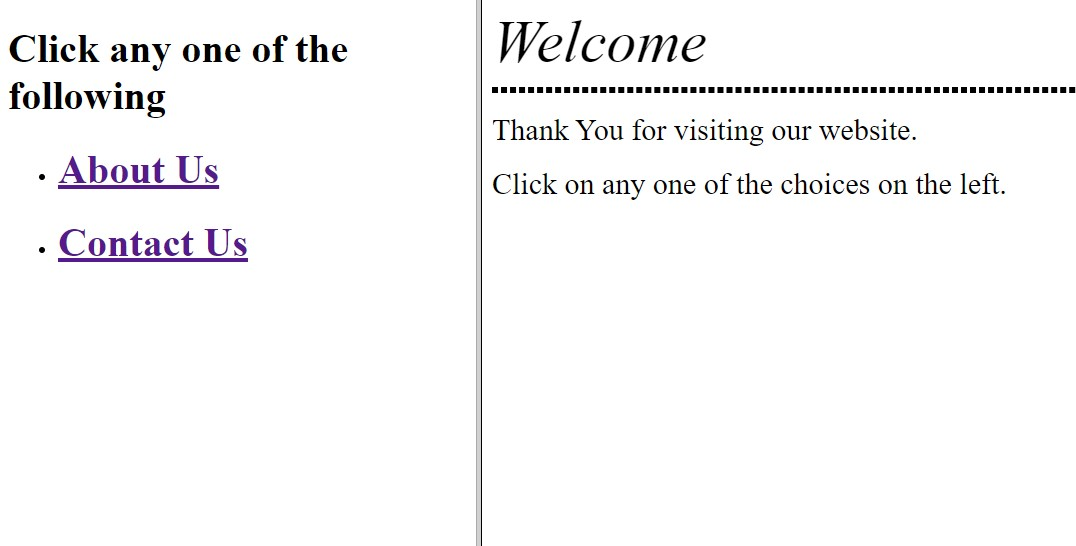 Click any one of the
following
About Us
Contact Us
Welcome
Thank You for visiting our website.
Click on any one of the choices on the left.